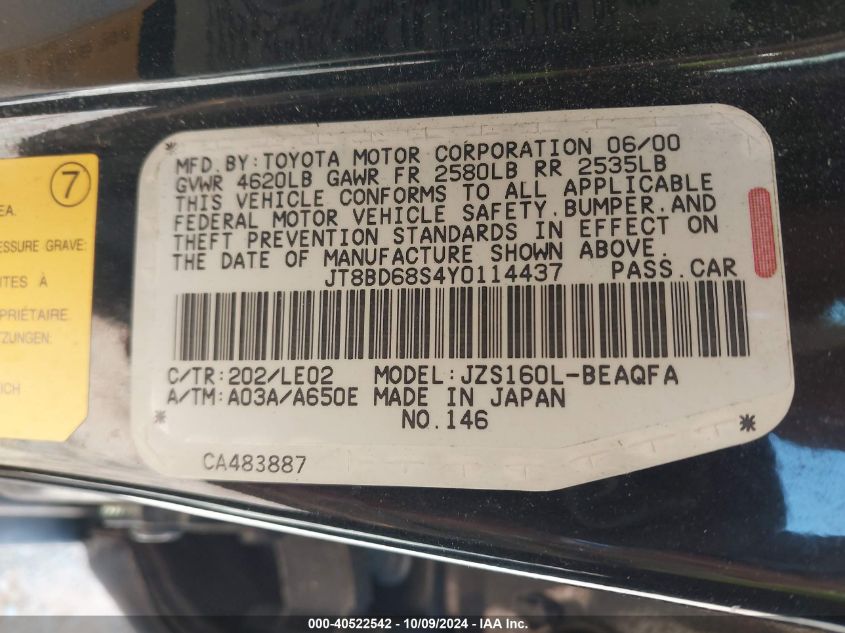 7
EA.
ESSURE GRAVE:
ITES À
PRIÉTAIRE.
TZUNGEN:
MFD. BY: TOYOTA MOTOR CORPORATION 06/00
GVWR 4620LB GAWR FR 2580LB RR 2535LB
THIS VEHICLE CONFORMS TO ALL APPLICABLE
FEDERAL MOTOR VEHICLE SAFETY, BUMPER, AND
THEFT PREVENTION STANDARDS IN EFFECT ON
THE DATE OF MANUFACTURE SHOWN ABOVE.
JT8BD68S4Y0114437 PASS. CAR
C/TR: 202/LE02 MODEL: JZS160L-BEAQFA
A/TM: A03A/A650E MADE IN JAPAN
NO. 146
CA483887
000-40522542 - 10/09/2024 - IAA Inc.